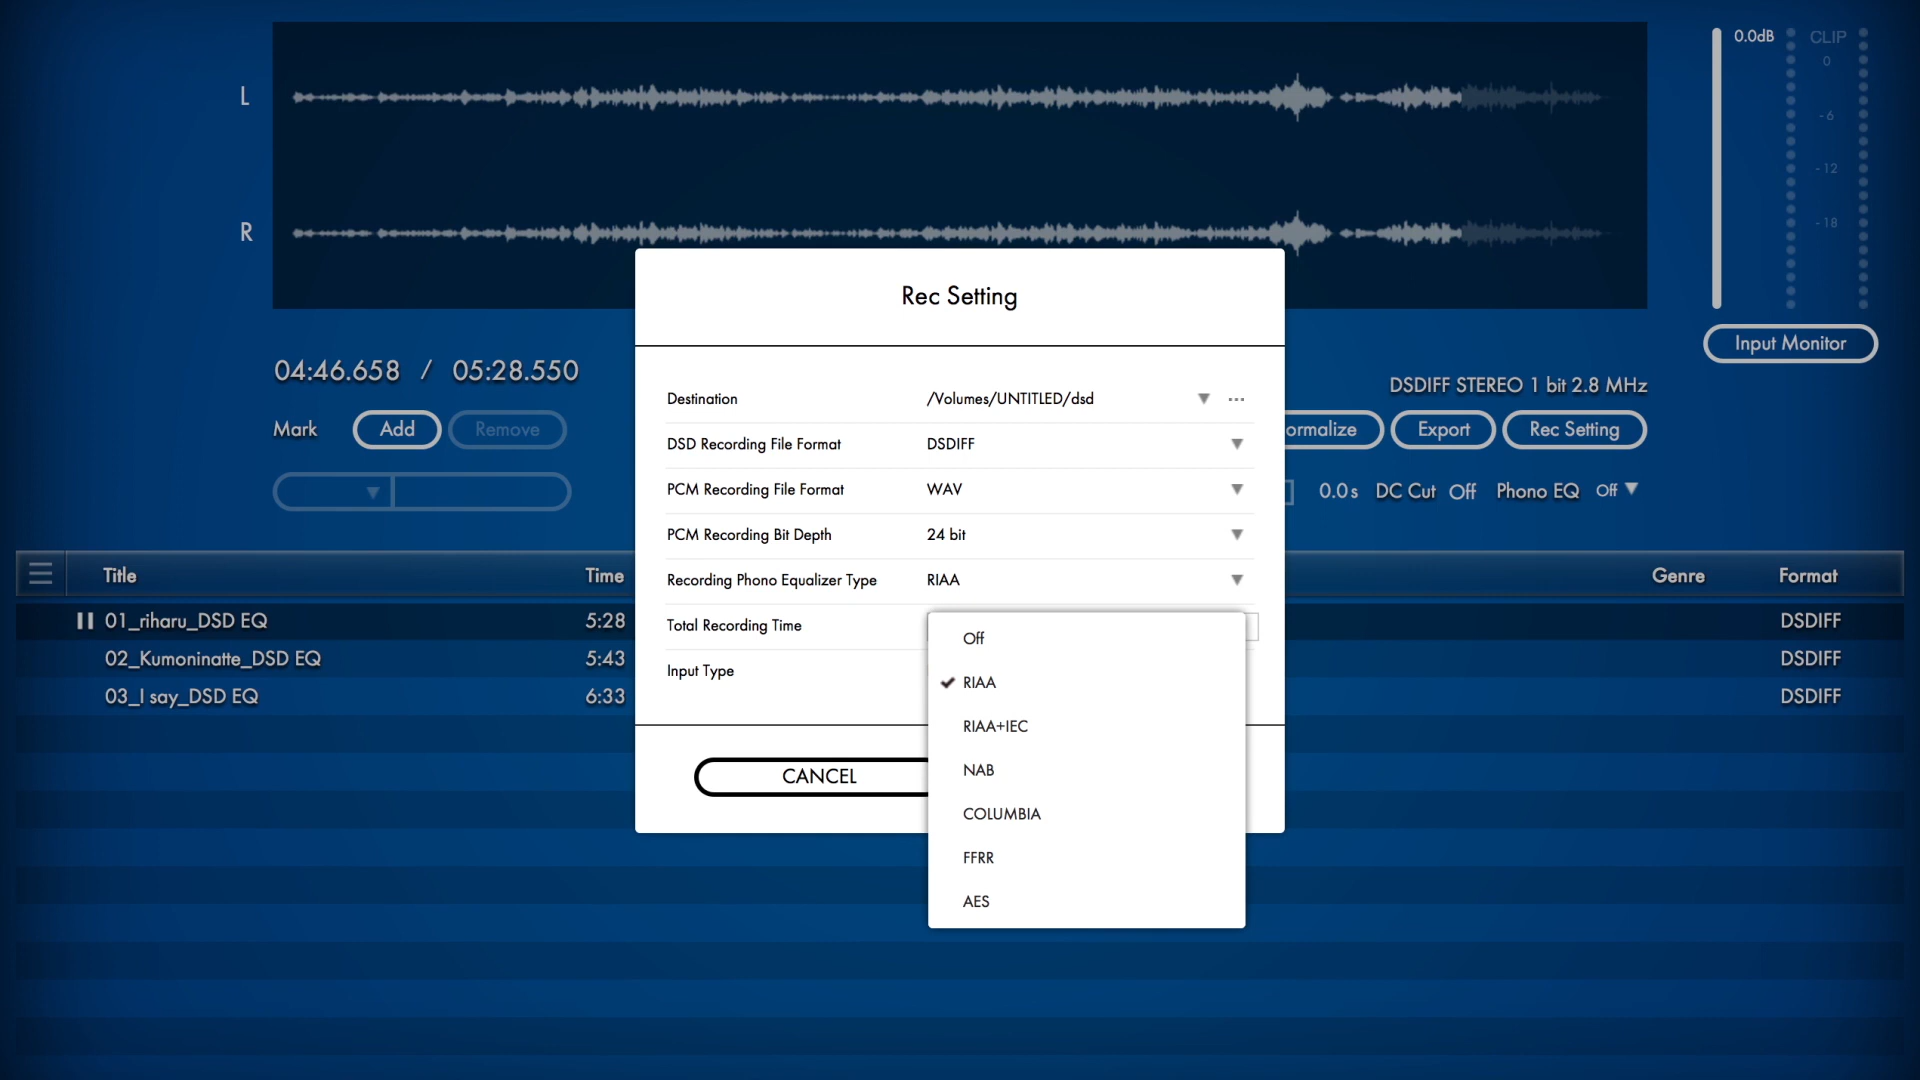 0.0dB
CLIP
0
-6
-12
-18
L
R
Input Monitor
04:46.658 / 05:28.550
DSDIFF STEREO 1 bit 2.8 MHz
Mark
Add
Remove
ormalize
Export
Rec Setting
0.0s
DC Cut Off
Phono EQ Off
Title
Time
Genre
Format
01_riharu_DSD EQ 5:28 DSDIFF
02_Kumoninatte_DSD EQ 5:43 DSDIFF
03_I say_DSD EQ 6:33 DSDIFF
Rec Setting
Destination /Volumes/UNTITLED/dsd ...
DSD Recording File Format DSDIFF
PCM Recording File Format WAV
PCM Recording Bit Depth 24 bit
Recording Phono Equalizer Type RIAA
Total Recording Time
Input Type
Off
RIAA
RIAA+IEC
NAB
COLUMBIA
FFRR
AES
CANCEL